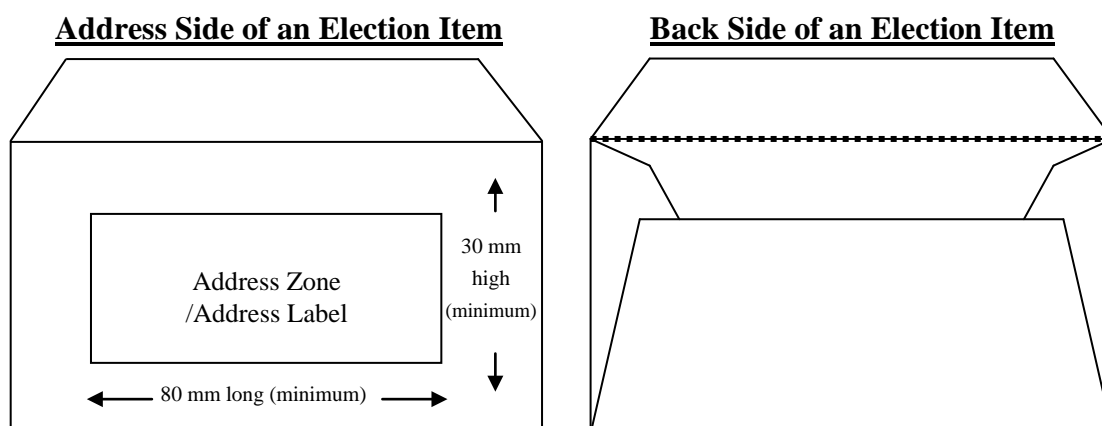 Address Side of an Election Item
Back Side of an Election Item
Address Zone
/Address Label
30 mm
high
(minimum)
80 mm long (minimum)